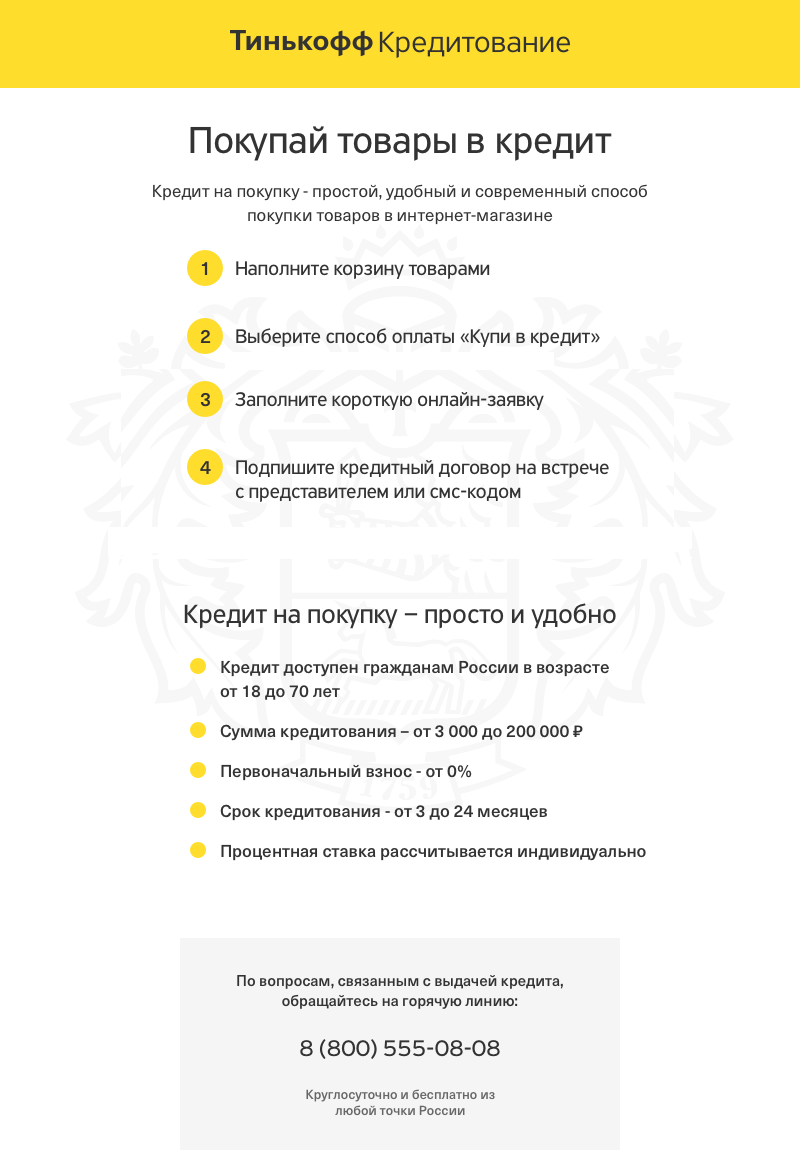 Тинькофф Кредитование
Покупай товары в кредит
Кредит на покупку - простой, удобный и современный способ
покупки товаров в интернет-магазине
1 Наполните корзину товарами
2 Выберите способ оплаты «Купи в кредит»
3 Заполните короткую онлайн-заявку
4 Подпишите кредитный договор на встрече
с представителем или смс-кодом
Кредит на покупку – просто и удобно
Кредит доступен гражданам России в возрасте
от 18 до 70 лет
Сумма кредитования – от 3 000 до 200 000 ₽
Первоначальный взнос - от 0%
1759
Срок кредитования - от 3 до 24 месяцев
Процентная ставка рассчитывается индивидуально
По вопросам, связанным с выдачей кредита,
обращайтесь на горячую линию:
8 (800) 555-08-08
Круглосуточно и бесплатно из
любой точки России